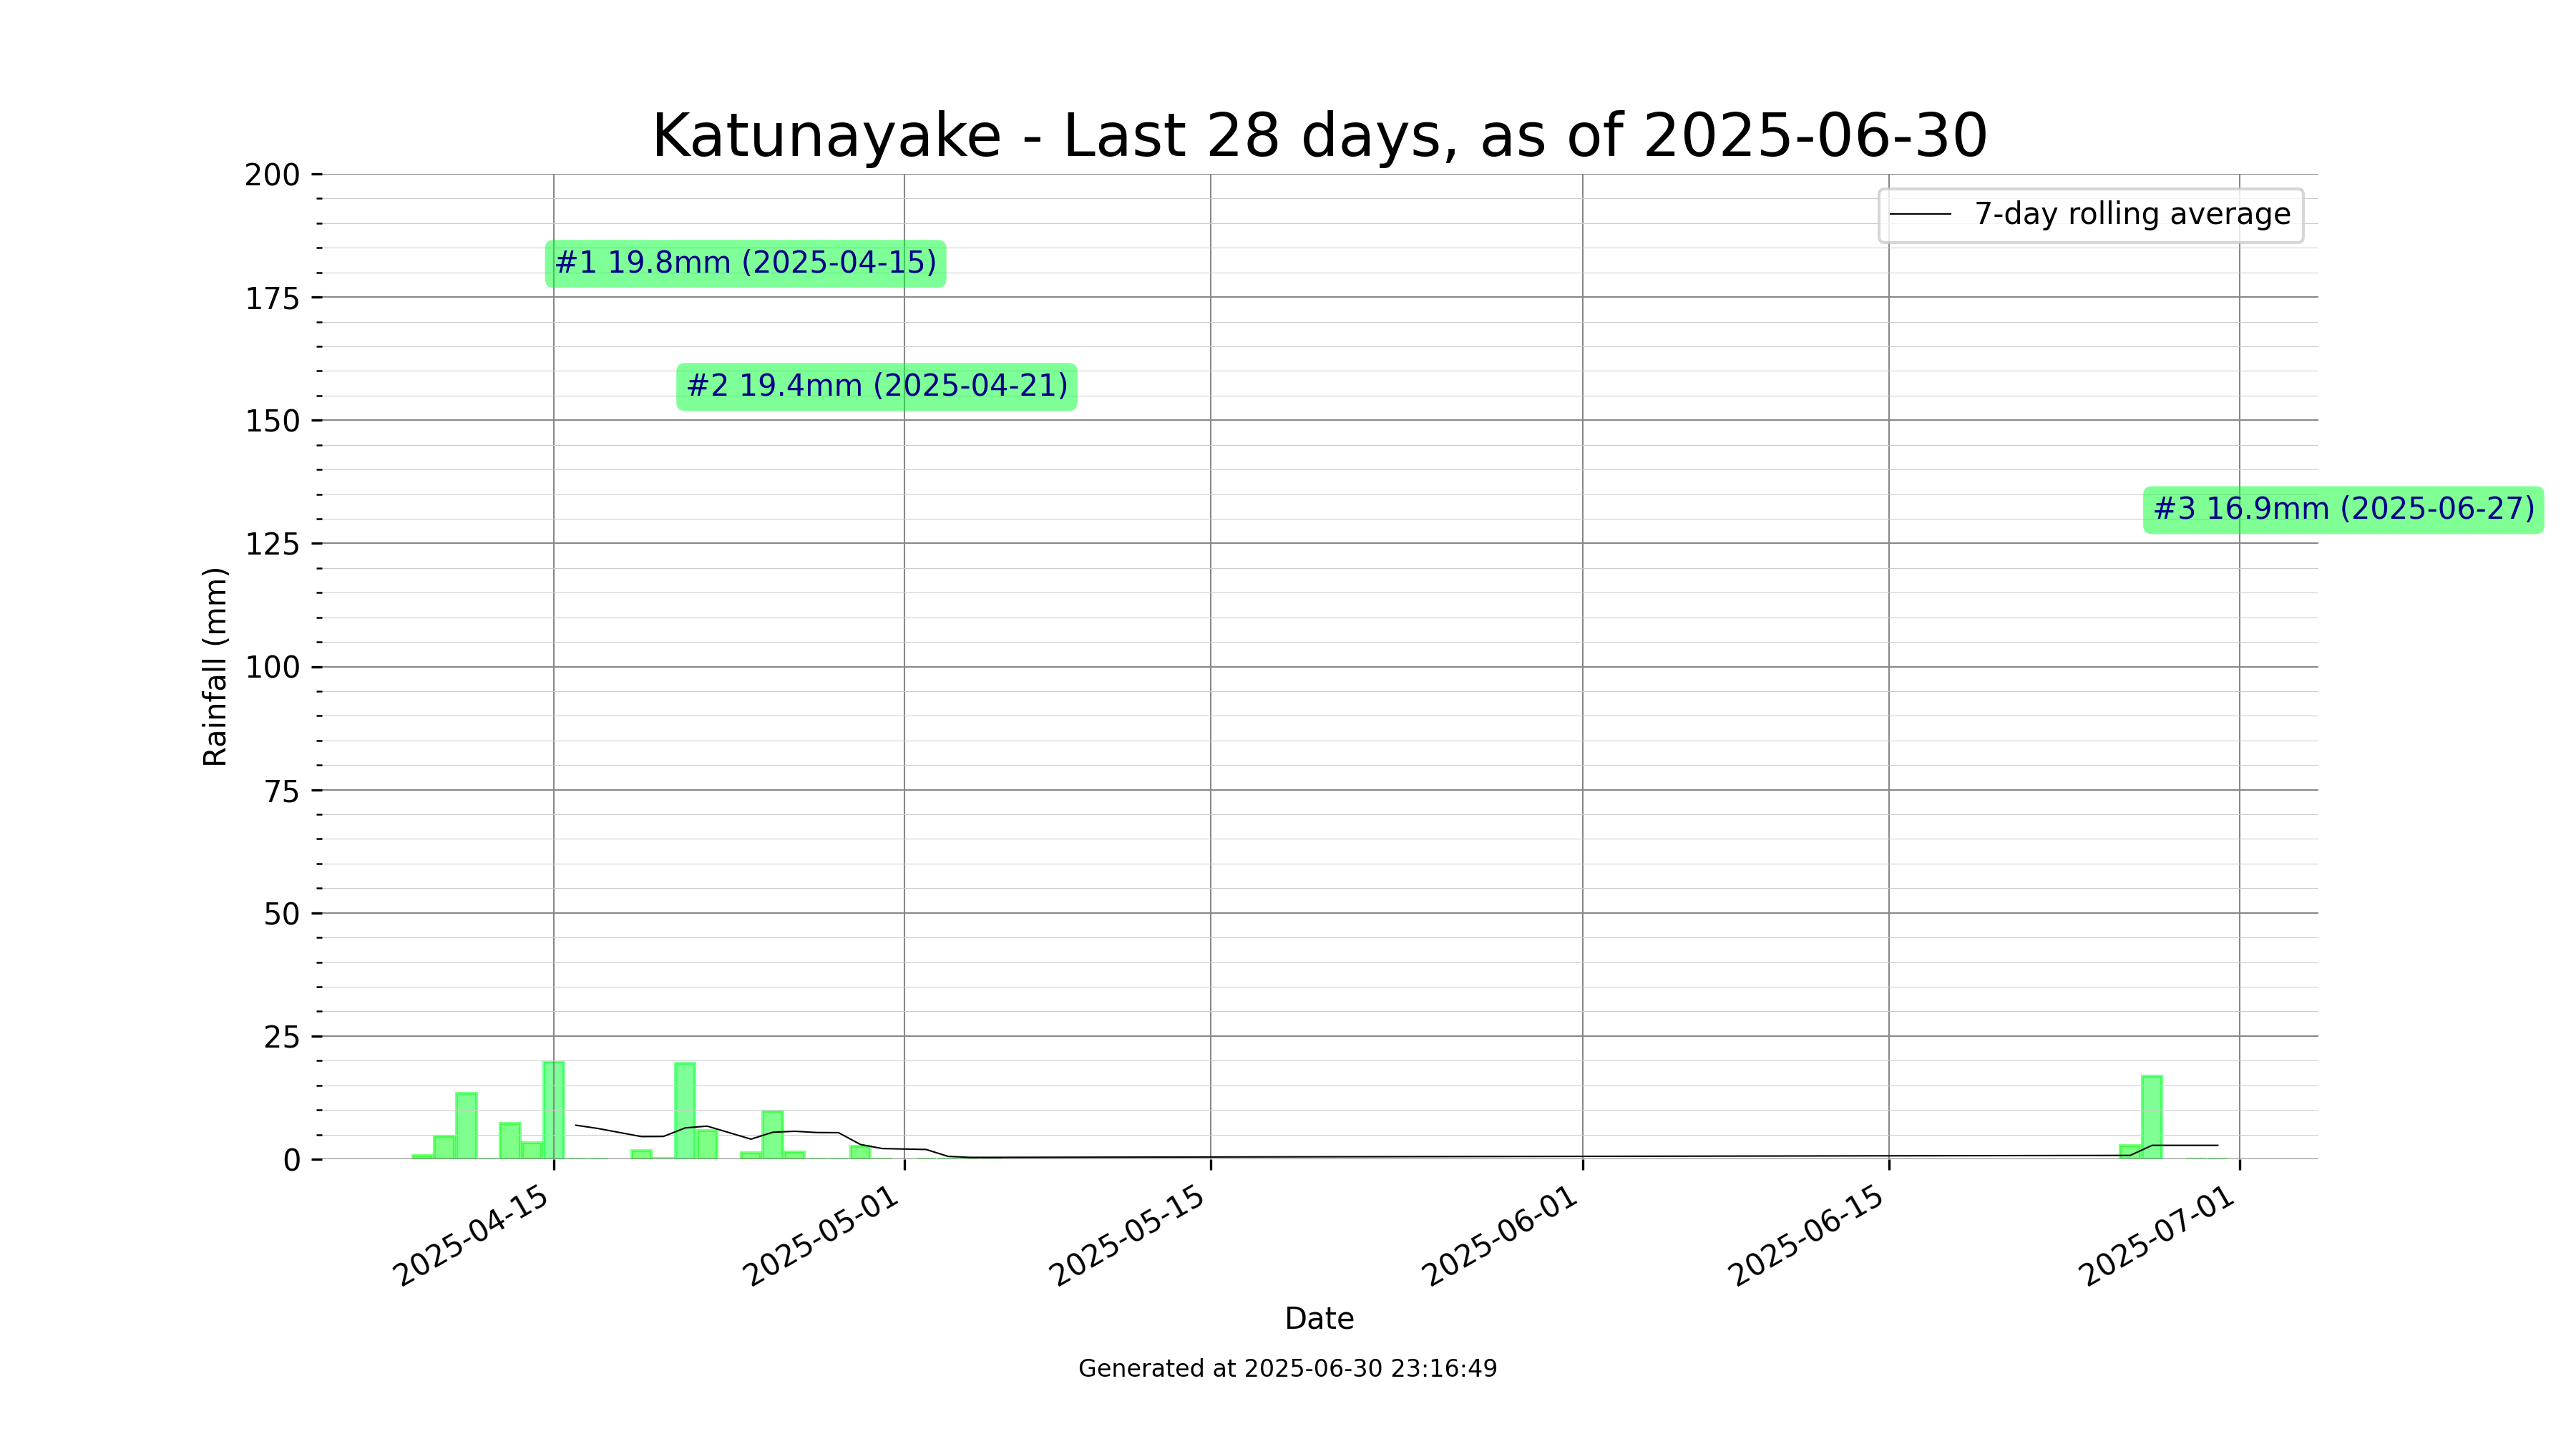 Katunayake - Last 28 days, as of 2025-06-30
200
175
150
125
100
75
50
25
0
Rainfall (mm)
7-day rolling average
#1 19.8mm (2025-04-15)
#2 19.4mm (2025-04-21)
#3 16.9mm (2025-06-27)
2025-04-15
2025-05-01
2025-05-15
2025-06-01
2025-06-15
2025-07-01
Date
Generated at 2025-06-30 23:16:49